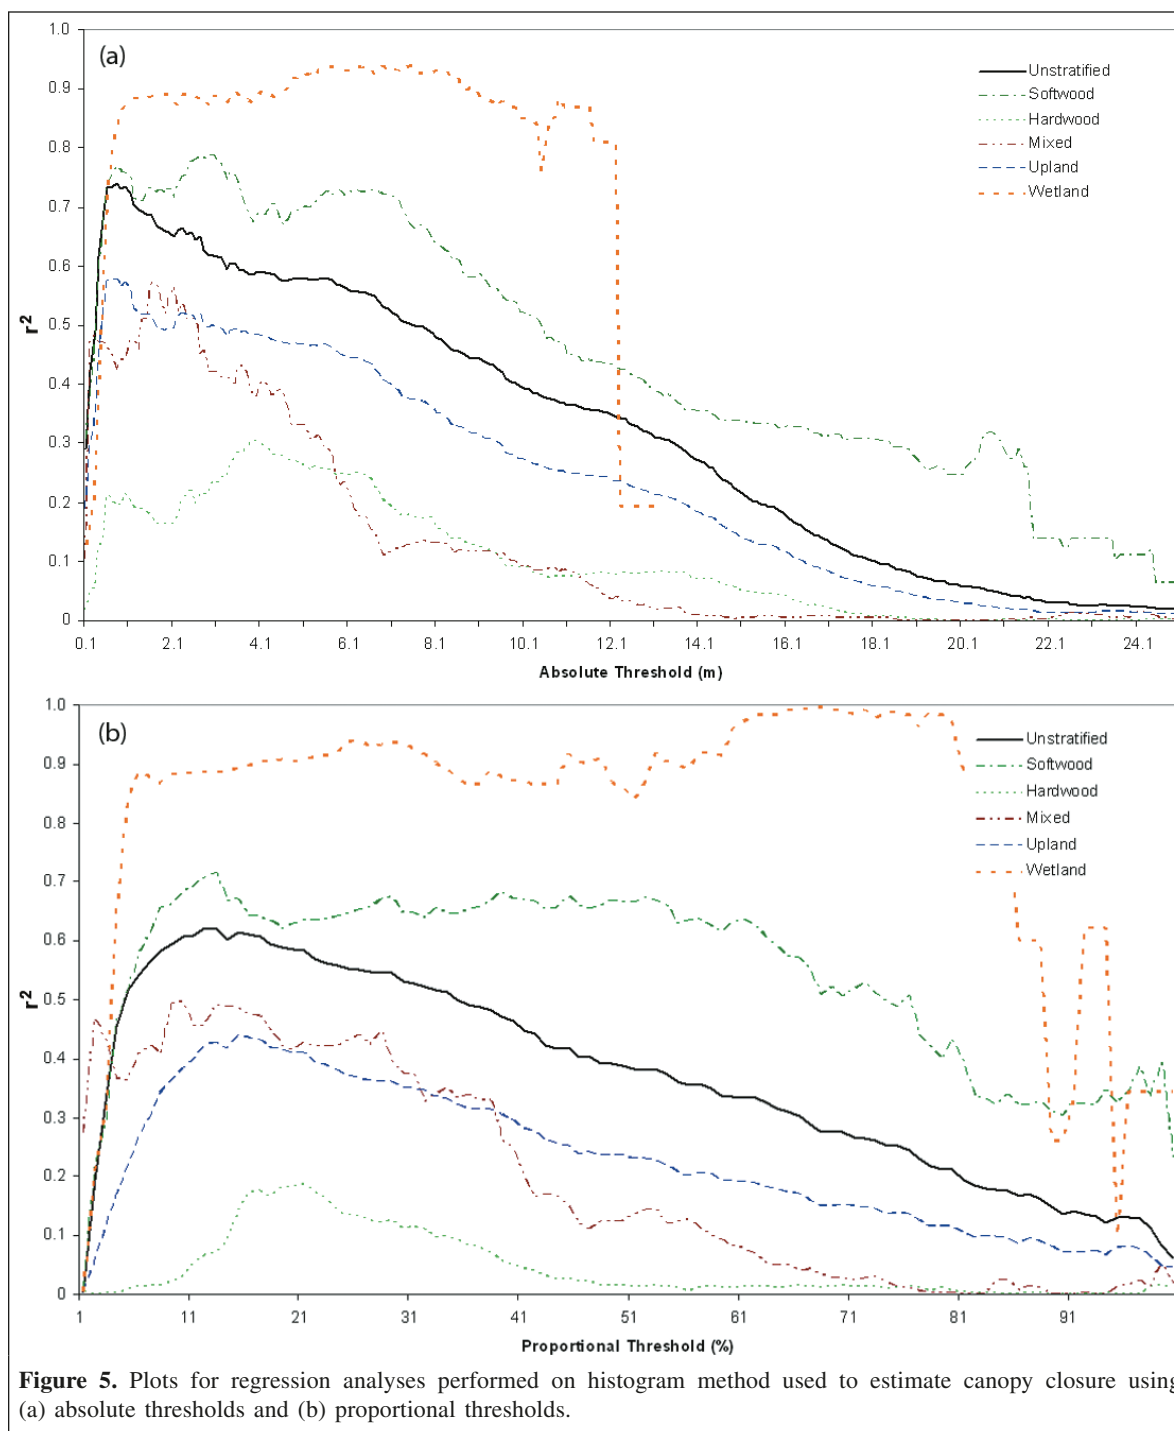 1.0
0.9
0.8
0.7
0.6
0.5
0.4
0.3
0.2
0.1
0
r²
(a)
Unstratified
Softwood
Hardwood
Mixed
Upland
Wetland
0.1 2.1 4.1 6.1 8.1 10.1 12.1 14.1 16.1 18.1 20.1 22.1 24.1
Absolute Threshold (m)
1.0
0.9
0.8
0.7
0.6
0.5
0.4
0.3
0.2
0.1
0
r²
(b)
Unstratified
Softwood
Hardwood
Mixed
Upland
Wetland
1 11 21 31 41 51 61 71 81 91
Proportional Threshold (%)
Figure 5. Plots for regression analyses performed on histogram method used to estimate canopy closure using
(a) absolute thresholds and (b) proportional thresholds.